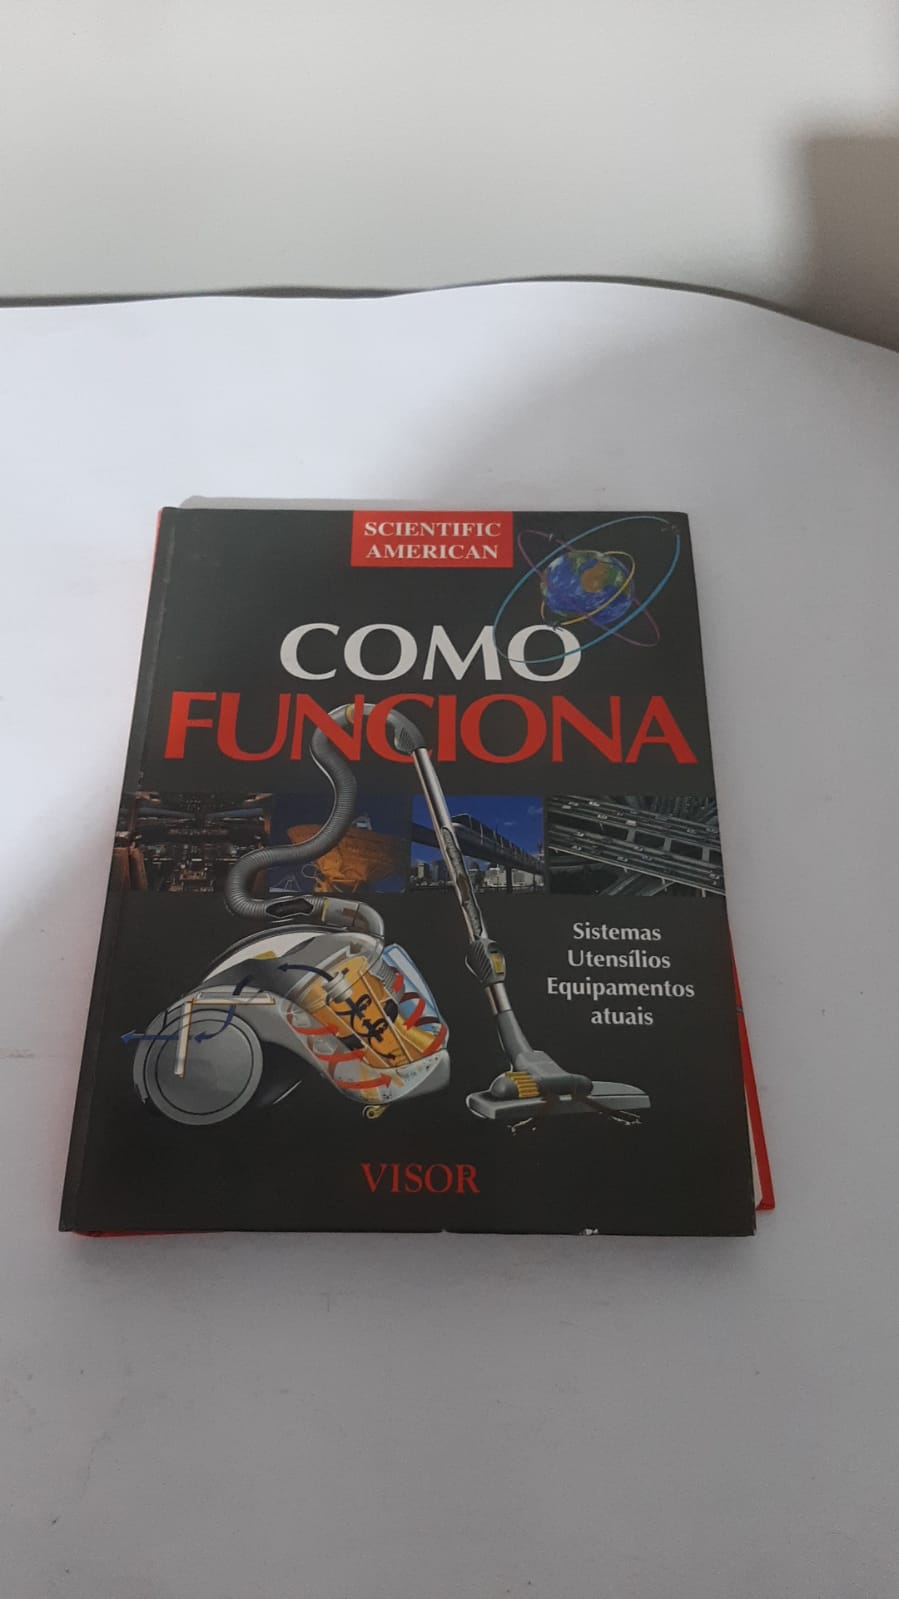 SCIENTIFIC
AMERICAN
COMO
FUNCIONA
Sistemas
Utensílios
Equipamentos
atuais
VISOR